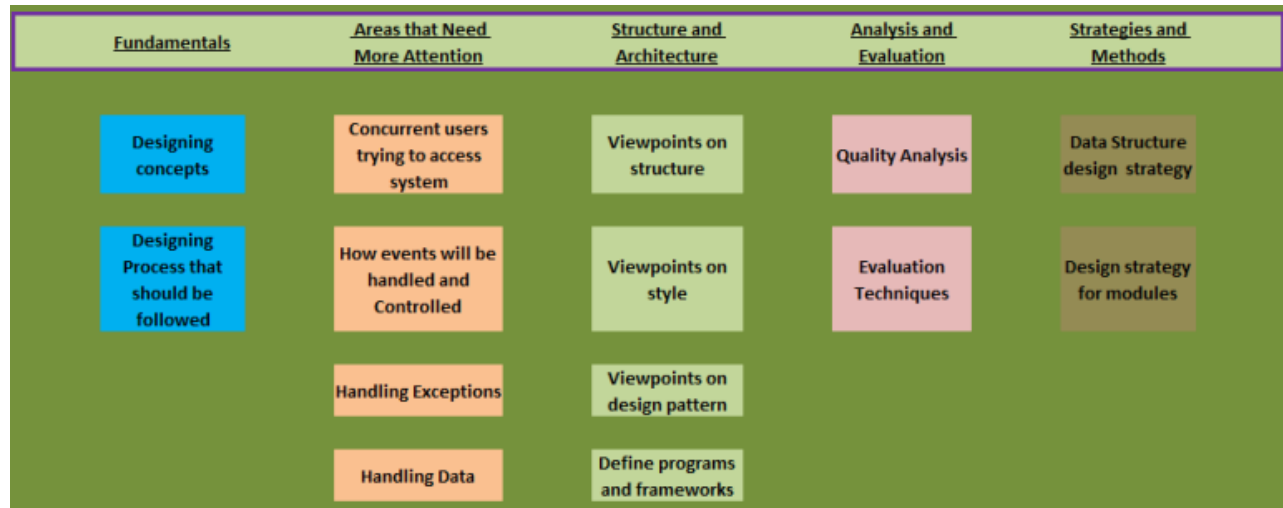 Fundamentals
Areas that Need
More Attention
Structure and
Architecture
Analysis and
Evaluation
Strategies and
Methods
Designing
concepts
Concurrent users
trying to access
system
Viewpoints on
structure
Quality Analysis
Data Structure
design strategy
Designing
Process that
should be
followed
How events will be
handled and
Controlled
Viewpoints on
style
Evaluation
Techniques
Design strategy
for modules
Handling Exceptions
Viewpoints on
design pattern
Handling Data
Define programs
and frameworks